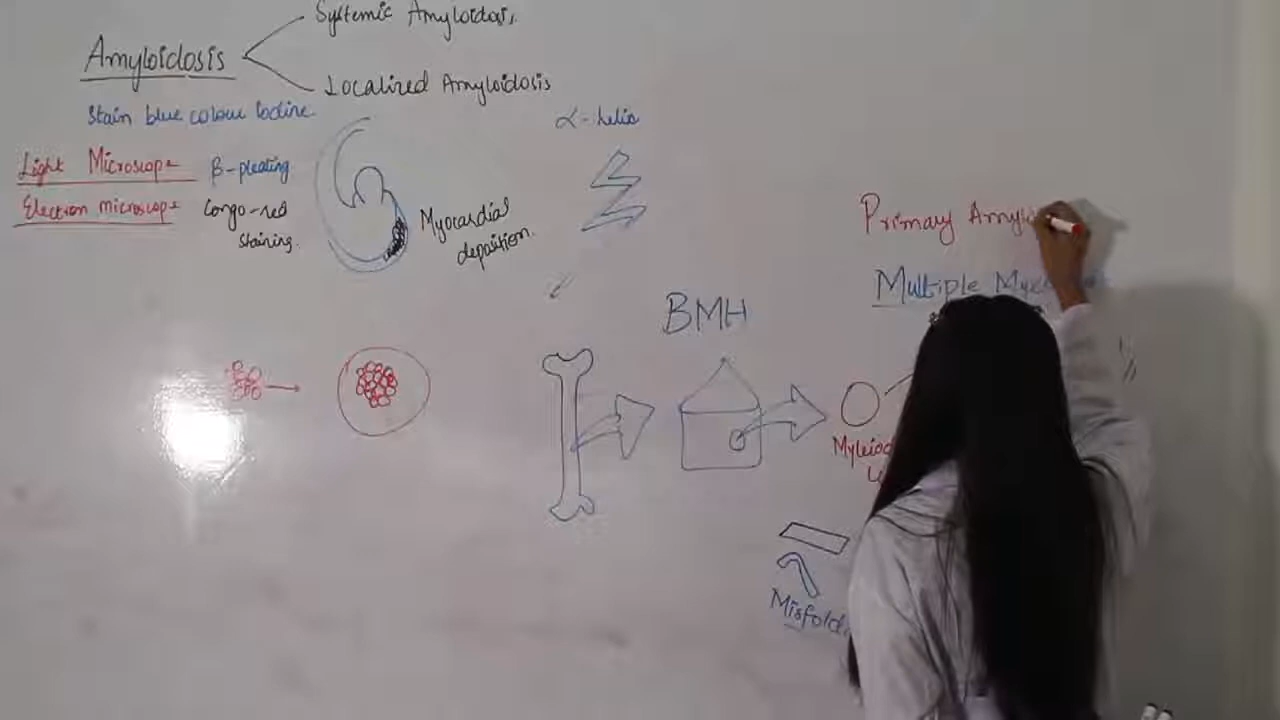 Systemic Amyloidosis
Amyloidosis
Localized Amyloidosis
Stain blue colour Iodine
α-helix
Light Microscope β-pleating
Electron microscope Congo-red
staining.
Myocardial
deposition.
Primary Amy
Multiple
BMH
Misfold